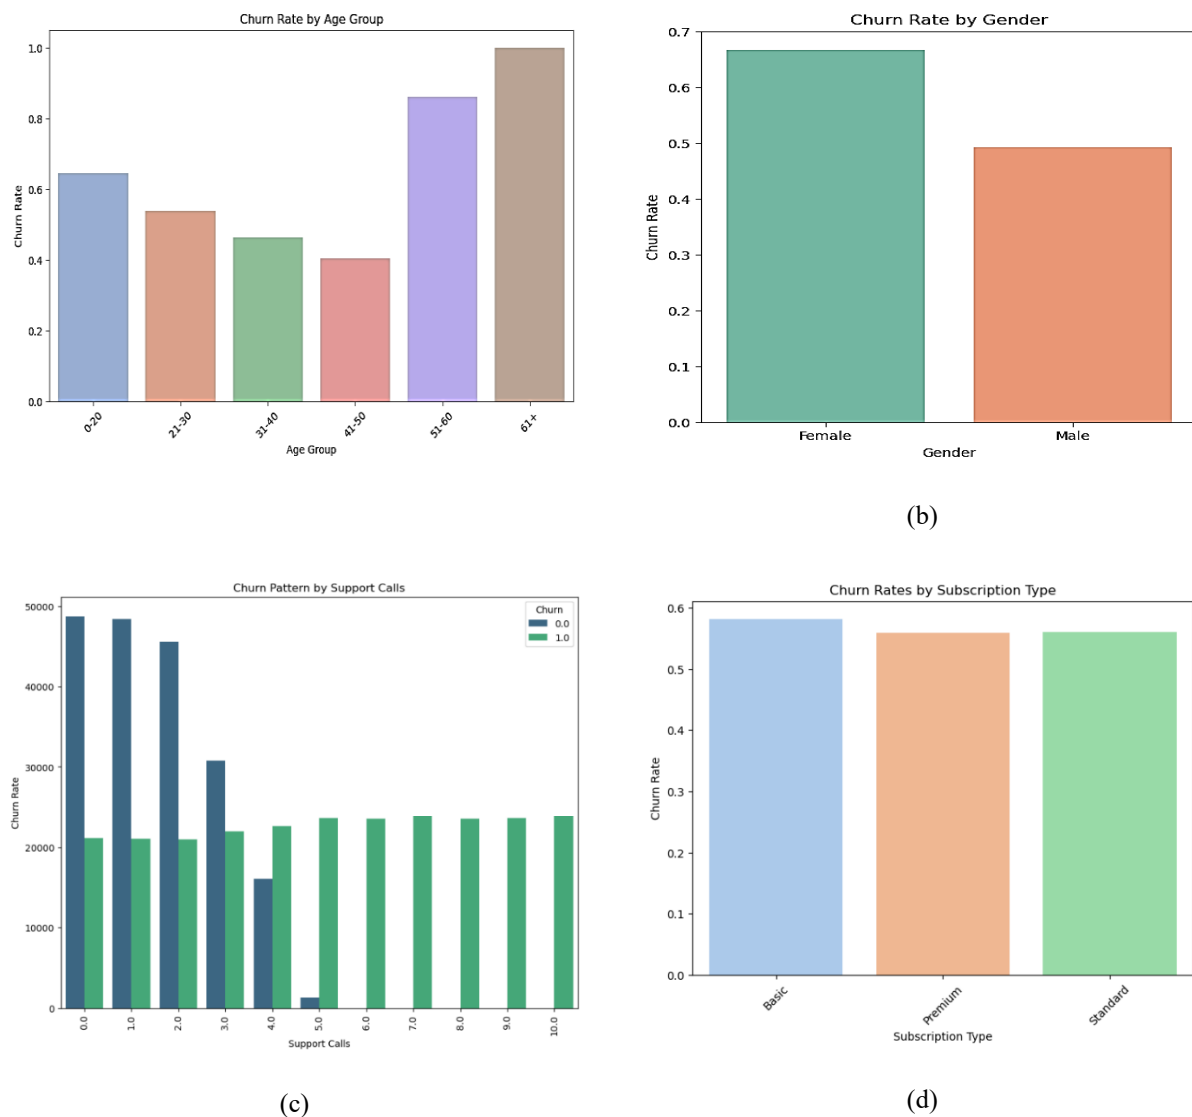 Churn Rate by Age Group
1.0
0.8
0.6
0.4
0.2
0.0
Churn Rate
0-20
21-30
31-40
41-50
51-60
61+
Age Group
Churn Rate by Gender
0.7
0.6
0.5
0.4
0.3
0.2
0.1
0.0
Churn Rate
Female
Male
Gender
(b)
Churn Pattern by Support Calls
Churn
0.0
1.0
50000
40000
30000
20000
10000
0
Churn Rate
0.0
1.0
2.0
3.0
4.0
5.0
6.0
7.0
8.0
9.0
10.0
Support Calls
(c)
Churn Rates by Subscription Type
0.6
0.5
0.4
0.3
0.2
0.1
0.0
Churn Rate
Basic
Premium
Standard
Subscription Type
(d)